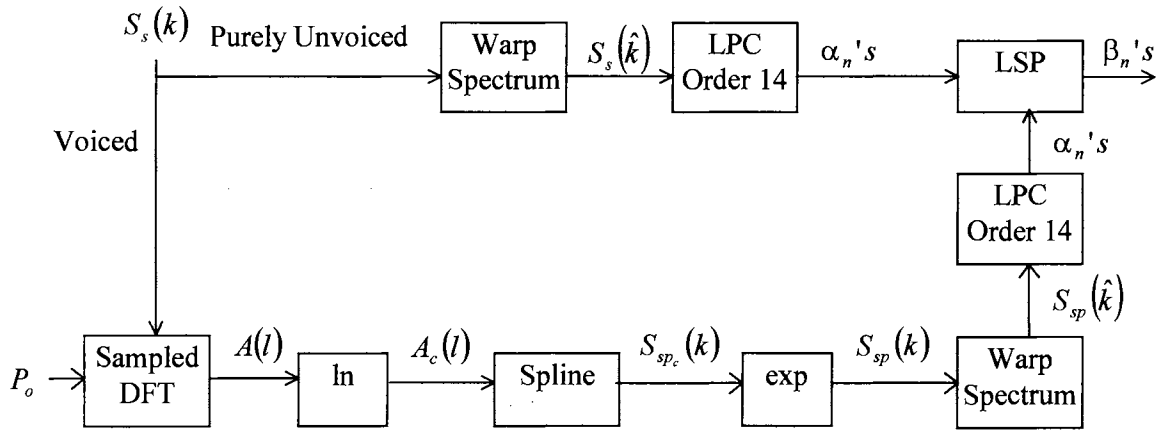 S_s(k)
Purely Unvoiced
Warp
Spectrum
S_s(k̂)
LPC
Order 14
α_n's
LSP
β_n's
Voiced
α_n's
LPC
Order 14
S_sp(k̂)
P_o
Sampled
DFT
A(l)
ln
A_c(l)
Spline
S_sp_c(k)
exp
S_sp(k)
Warp
Spectrum